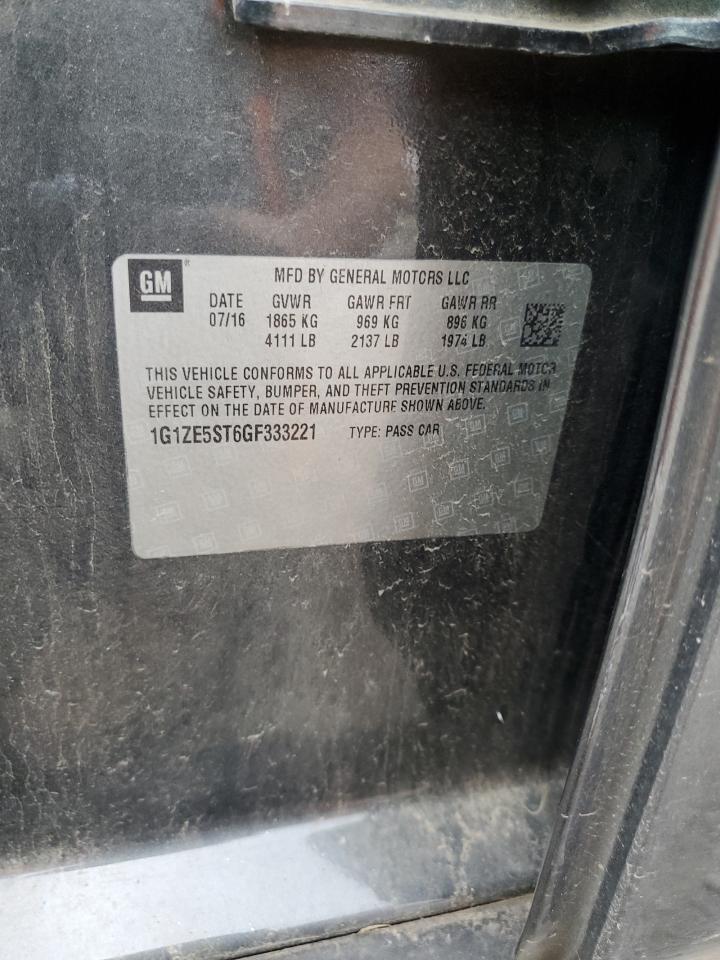 GM ® MFD BY GENERAL MOTORS LLC
DATE GVWR GAWR FRT GAWR RR
07/16 1865 KG 969 KG 896 KG
4111 LB 2137 LB 1974 LB
THIS VEHICLE CONFORMS TO ALL APPLICABLE U.S. FEDERAL MOTOR
VEHICLE SAFETY, BUMPER, AND THEFT PREVENTION STANDARDS IN
EFFECT ON THE DATE OF MANUFACTURE SHOWN ABOVE.
1G1ZE5ST6GF333221 TYPE: PASS CAR